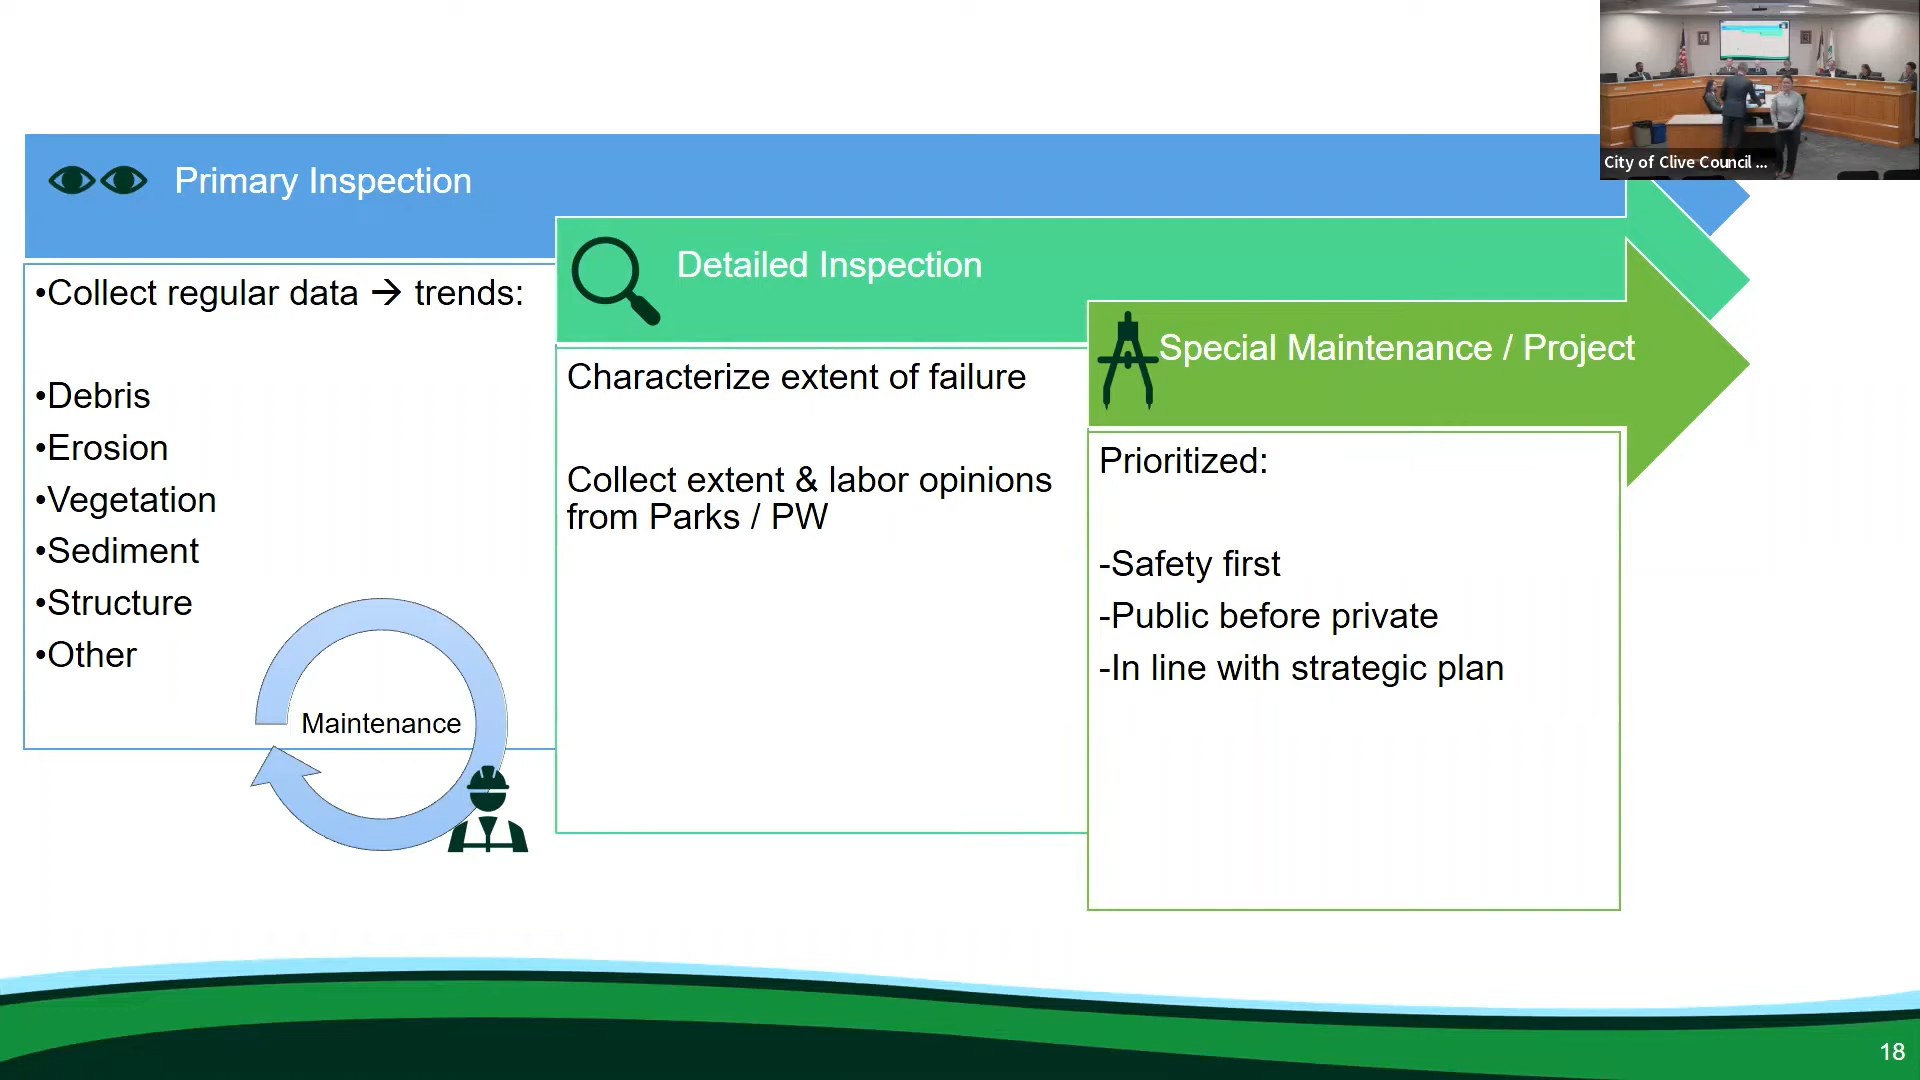 City of Clive Council ...
Primary Inspection
•Collect regular data → trends:
•Debris
•Erosion
•Vegetation
•Sediment
•Structure
•Other
Maintenance
Detailed Inspection
Characterize extent of failure
Collect extent & labor opinions
from Parks / PW
Special Maintenance / Project
Prioritized:
-Safety first
-Public before private
-In line with strategic plan
18